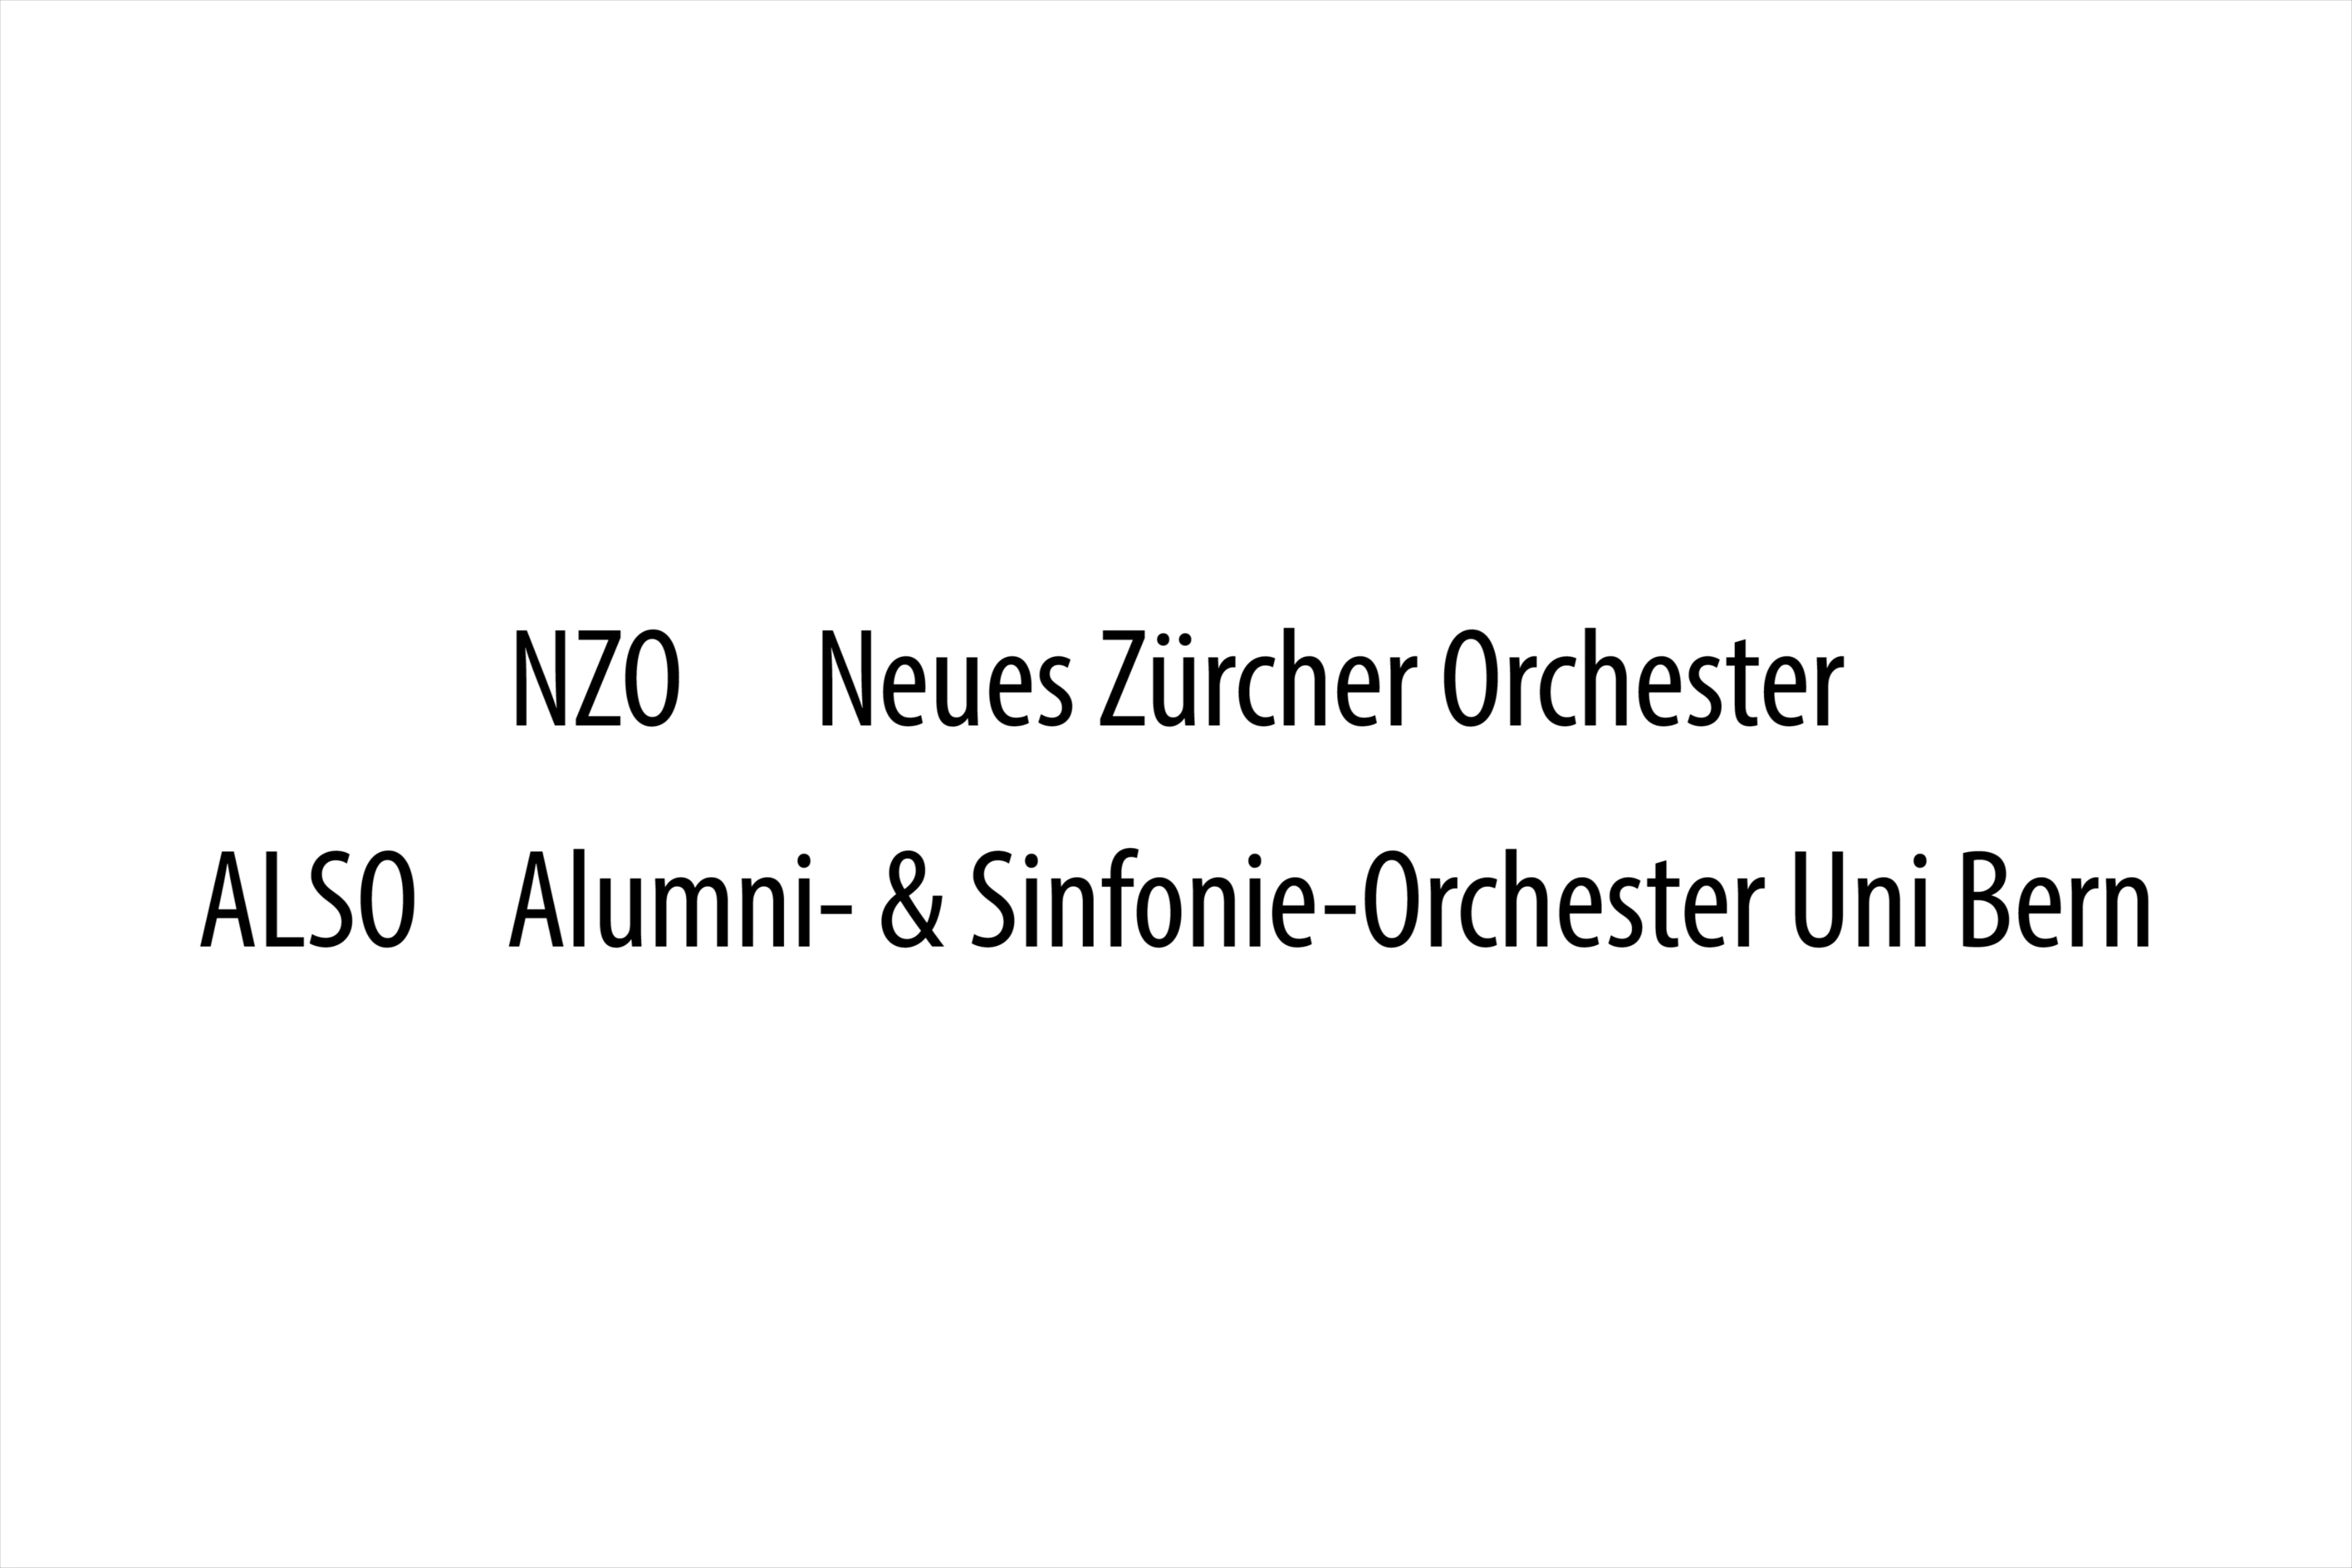 NZO Neues Zürcher Orchester
ALSO Alumni- & Sinfonie-Orchester Uni Bern